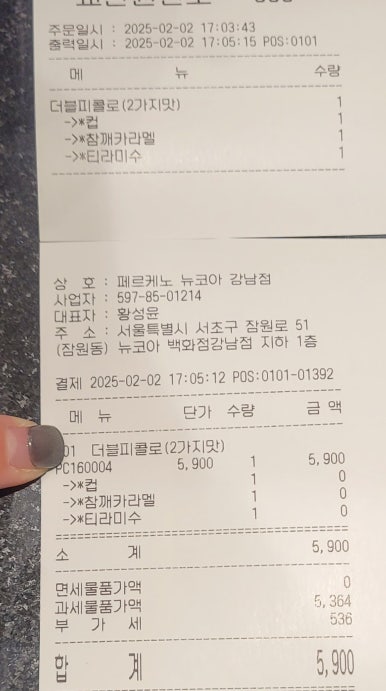 주문일시 : 2025-02-02 17:03:43
출력일시 : 2025-02-02 17:05:15 POS:0101
메 뉴 수량
더블피콜로(2가지맛) 1
->*컵 1
->*참깨카라멜 1
->*티라미수 1
상 호 : 페르케노 뉴코아 강남점
사업자 : 597-85-01214
대표자 : 황성윤
주 소 : 서울특별시 서초구 잠원로 51
(잠원동) 뉴코아 백화점강남점 지하 1층
결제 2025-02-02 17:05:12 POS:0101-01392
메 뉴 단가 수량 금 액
01 더블피콜로(2가지맛)
PC160004 5,900 1 5,900
->*컵 1 0
->*참깨카라멜 1 0
->*티라미수 1 0
소 계 5,900
면세물품가액 0
과세물품가액 5,364
부 가 세 536
합 계 5,900